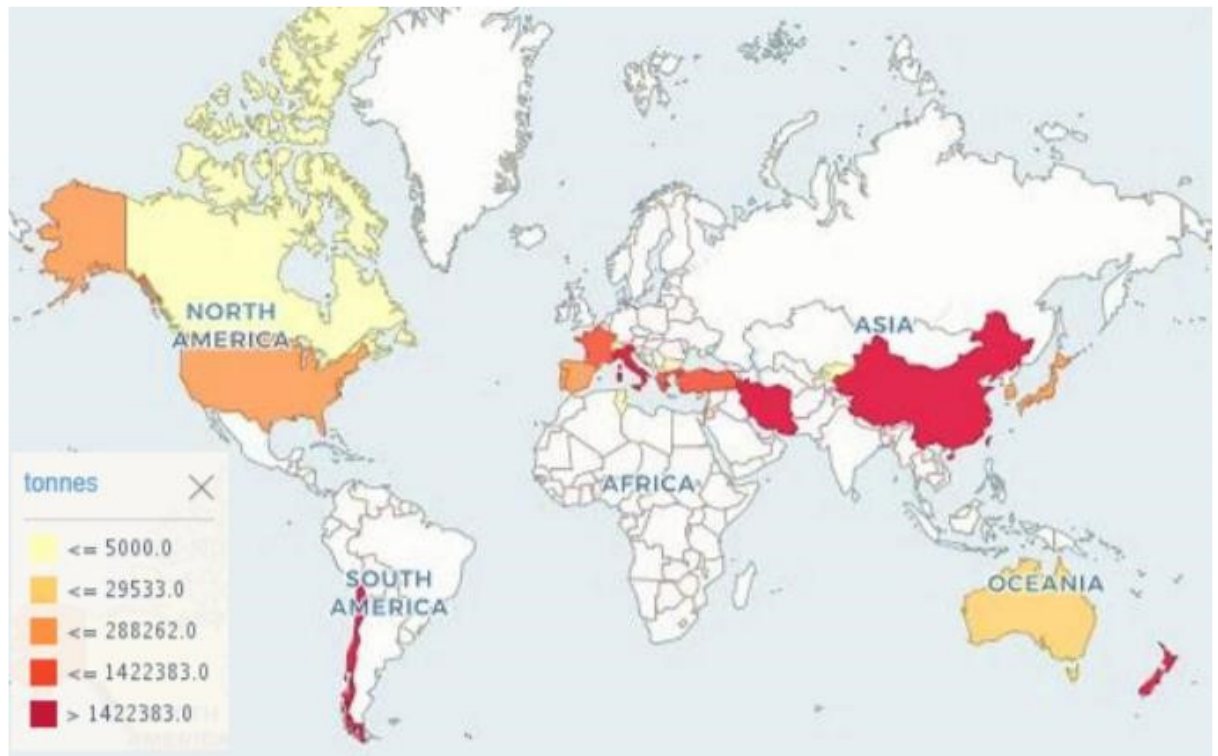 NORTH
AMERICA
ASIA
AFRICA
SOUTH
AMERICA
OCEANIA
tonnes
<= 5000.0
<= 29533.0
<= 288262.0
<= 1422383.0
> 1422383.0